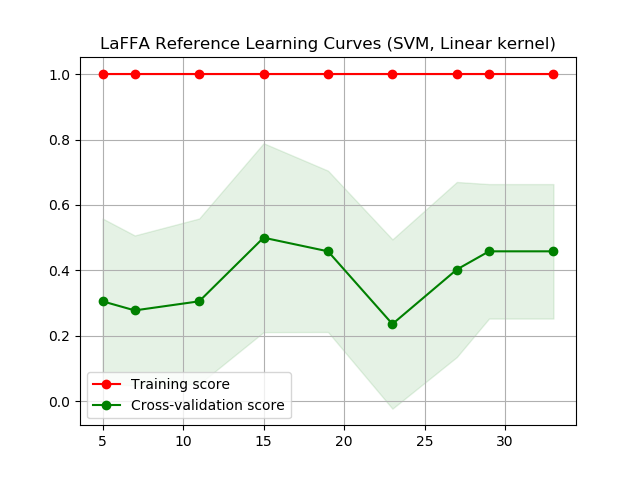 LaFFA Reference Learning Curves (SVM, Linear kernel)
1.0
0.8
0.6
0.4
0.2
0.0
Training score
Cross-validation score
5 10 15 20 25 30